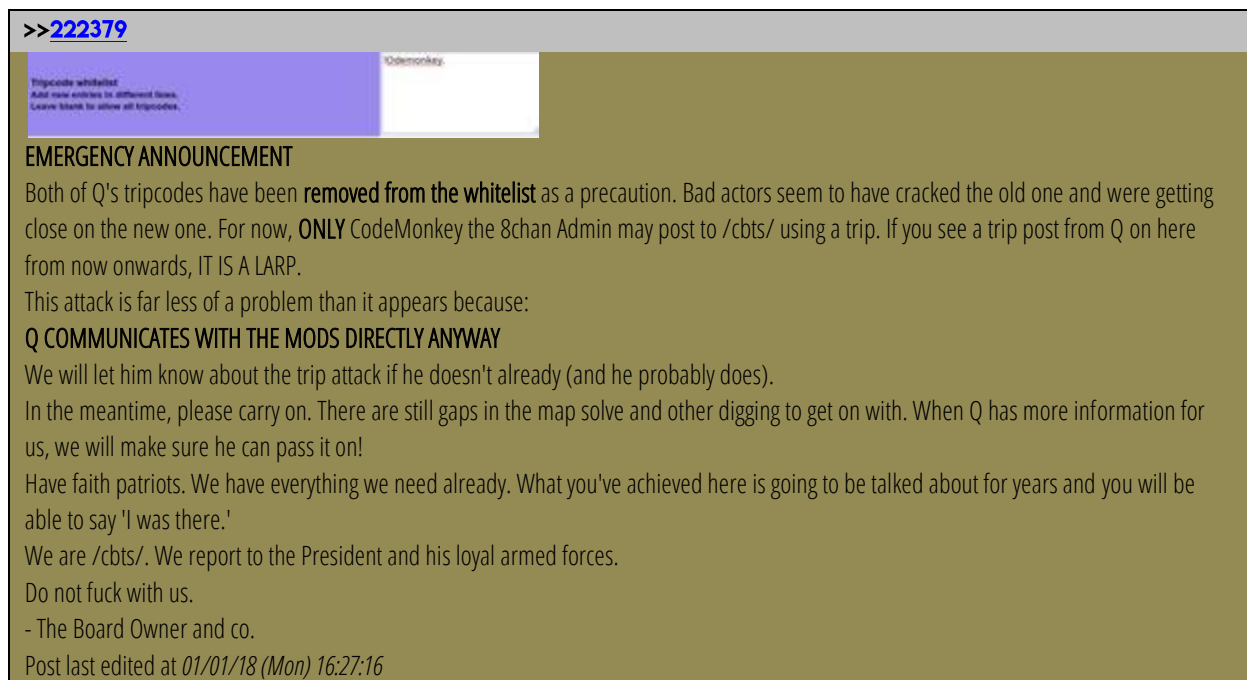 >>222379
!Odemonkey.
Tripcode whitelist
Add new entries in different lines.
Leave blank to allow all tripcodes.
EMERGENCY ANNOUNCEMENT
Both of Q's tripcodes have been removed from the whitelist as a precaution. Bad actors seem to have cracked the old one and were getting
close on the new one. For now, ONLY CodeMonkey the 8chan Admin may post to /cbts/ using a trip. If you see a trip post from Q on here
from now onwards, IT IS A LARP.
This attack is far less of a problem than it appears because:
Q COMMUNICATES WITH THE MODS DIRECTLY ANYWAY
We will let him know about the trip attack if he doesn't already (and he probably does).
In the meantime, please carry on. There are still gaps in the map solve and other digging to get on with. When Q has more information for
us, we will make sure he can pass it on!
Have faith patriots. We have everything we need already. What you've achieved here is going to be talked about for years and you will be
able to say 'I was there.'
We are /cbts/. We report to the President and his loyal armed forces.
Do not fuck with us.
- The Board Owner and co.
Post last edited at 01/01/18 (Mon) 16:27:16